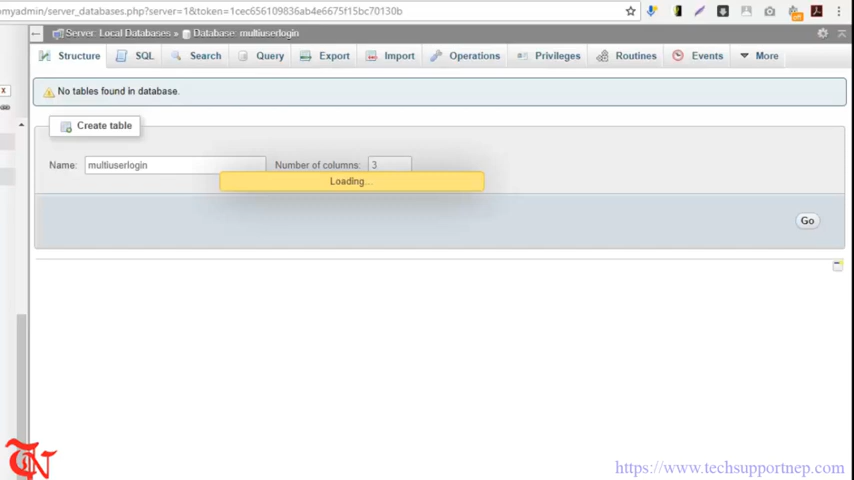 omyadmin/server_databases.php?server=1&token=1cec656109836ab4e6675f15bc70130b
Server: Local Databases » Database: multiuserlogin
Structure SQL Search Query Export Import Operations Privileges Routines Events More
No tables found in database.
Create table
Name: multiuserlogin Number of columns: 3
Loading...
Go
x
TN
https://www.techsupportnep.com/